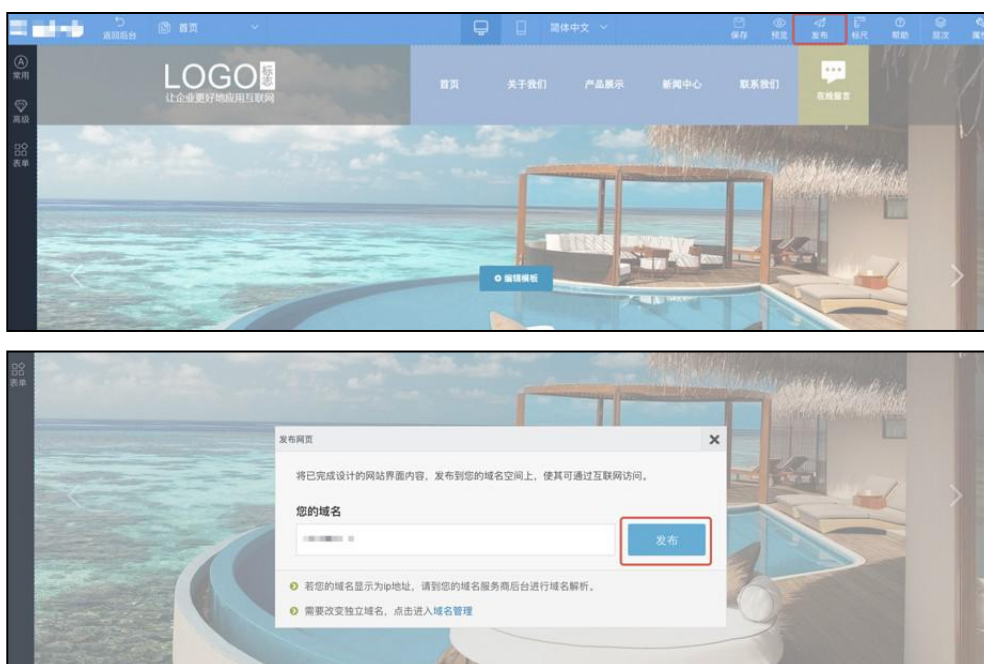 返回后台
首页
简体中文
保存
预览
发布
标尺
帮助
层次
常用
高级
表单
LOGO标志
让企业更好地应用互联网
首页
关于我们
产品展示
新闻中心
联系我们
在线留言
编辑模板
表单
发布网页
将已完成设计的网站界面内容，发布到您的域名空间上，使其可通过互联网访问。
您的域名
发布
若您的域名显示为ip地址，请到您的域名服务商后台进行域名解析。
需要改变独立域名，点击进入域名管理